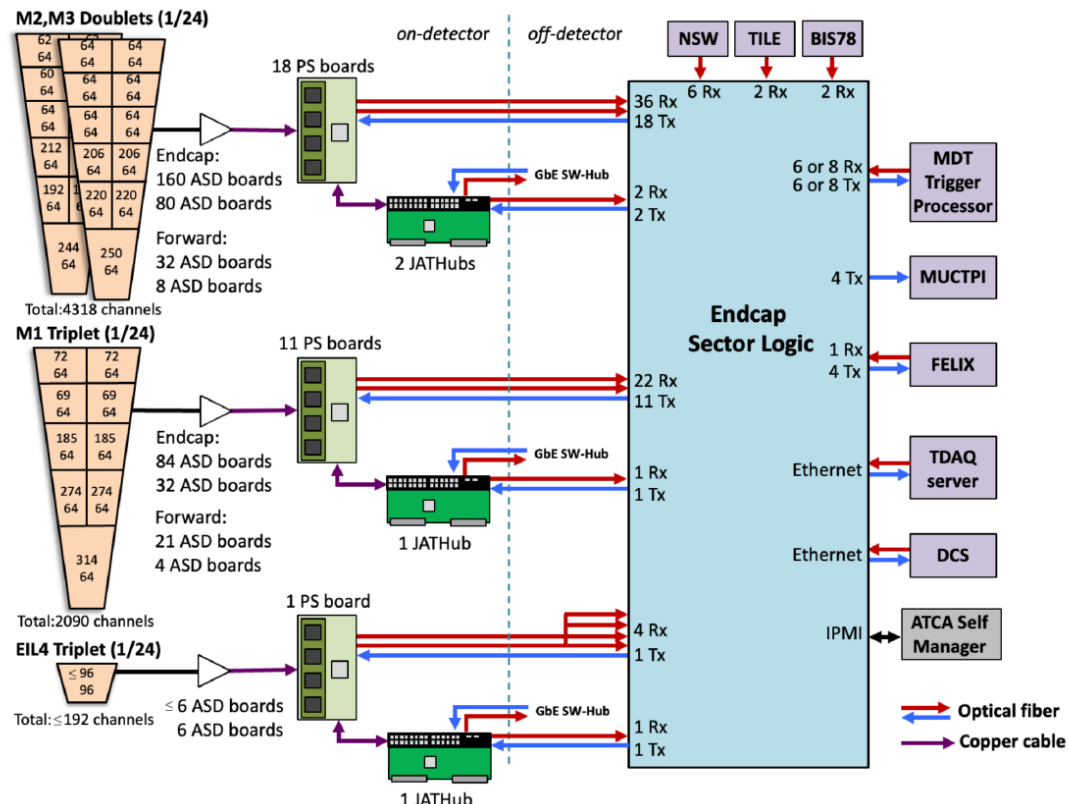 M2,M3 Doublets (1/24)
62
64
60
64
64
64
212
64
192
64
244
64
64 64
64 64
64 64
64 64
64 64
64 64
206 206
64 64
220 220
64 64
250
64
Total:4318 channels
Endcap:
160 ASD boards
80 ASD boards
Forward:
32 ASD boards
8 ASD boards
18 PS boards
on-detector
off-detector
GbE SW-Hub
2 JATHubs
36 Rx
18 Tx
2 Rx
2 Tx
M1 Triplet (1/24)
72 72
64 64
69 69
64 64
185 185
64 64
274 274
64 64
314
64
Total:2090 channels
Endcap:
84 ASD boards
32 ASD boards
Forward:
21 ASD boards
4 ASD boards
11 PS boards
GbE SW-Hub
1 JATHub
22 Rx
11 Tx
1 Rx
1 Tx
EIL4 Triplet (1/24)
≤ 96
96
Total:≤192 channels
≤ 6 ASD boards
6 ASD boards
1 PS board
GbE SW-Hub
1 JATHub
4 Rx
1 Tx
1 Rx
1 Tx
NSW
TILE
BIS78
6 Rx
2 Rx
2 Rx
Endcap
Sector Logic
6 or 8 Rx
6 or 8 Tx
MDT
Trigger
Processor
4 Tx
MUCTPI
1 Rx
4 Tx
FELIX
Ethernet
TDAQ
server
Ethernet
DCS
IPMI
ATCA Self
Manager
Optical fiber
Copper cable